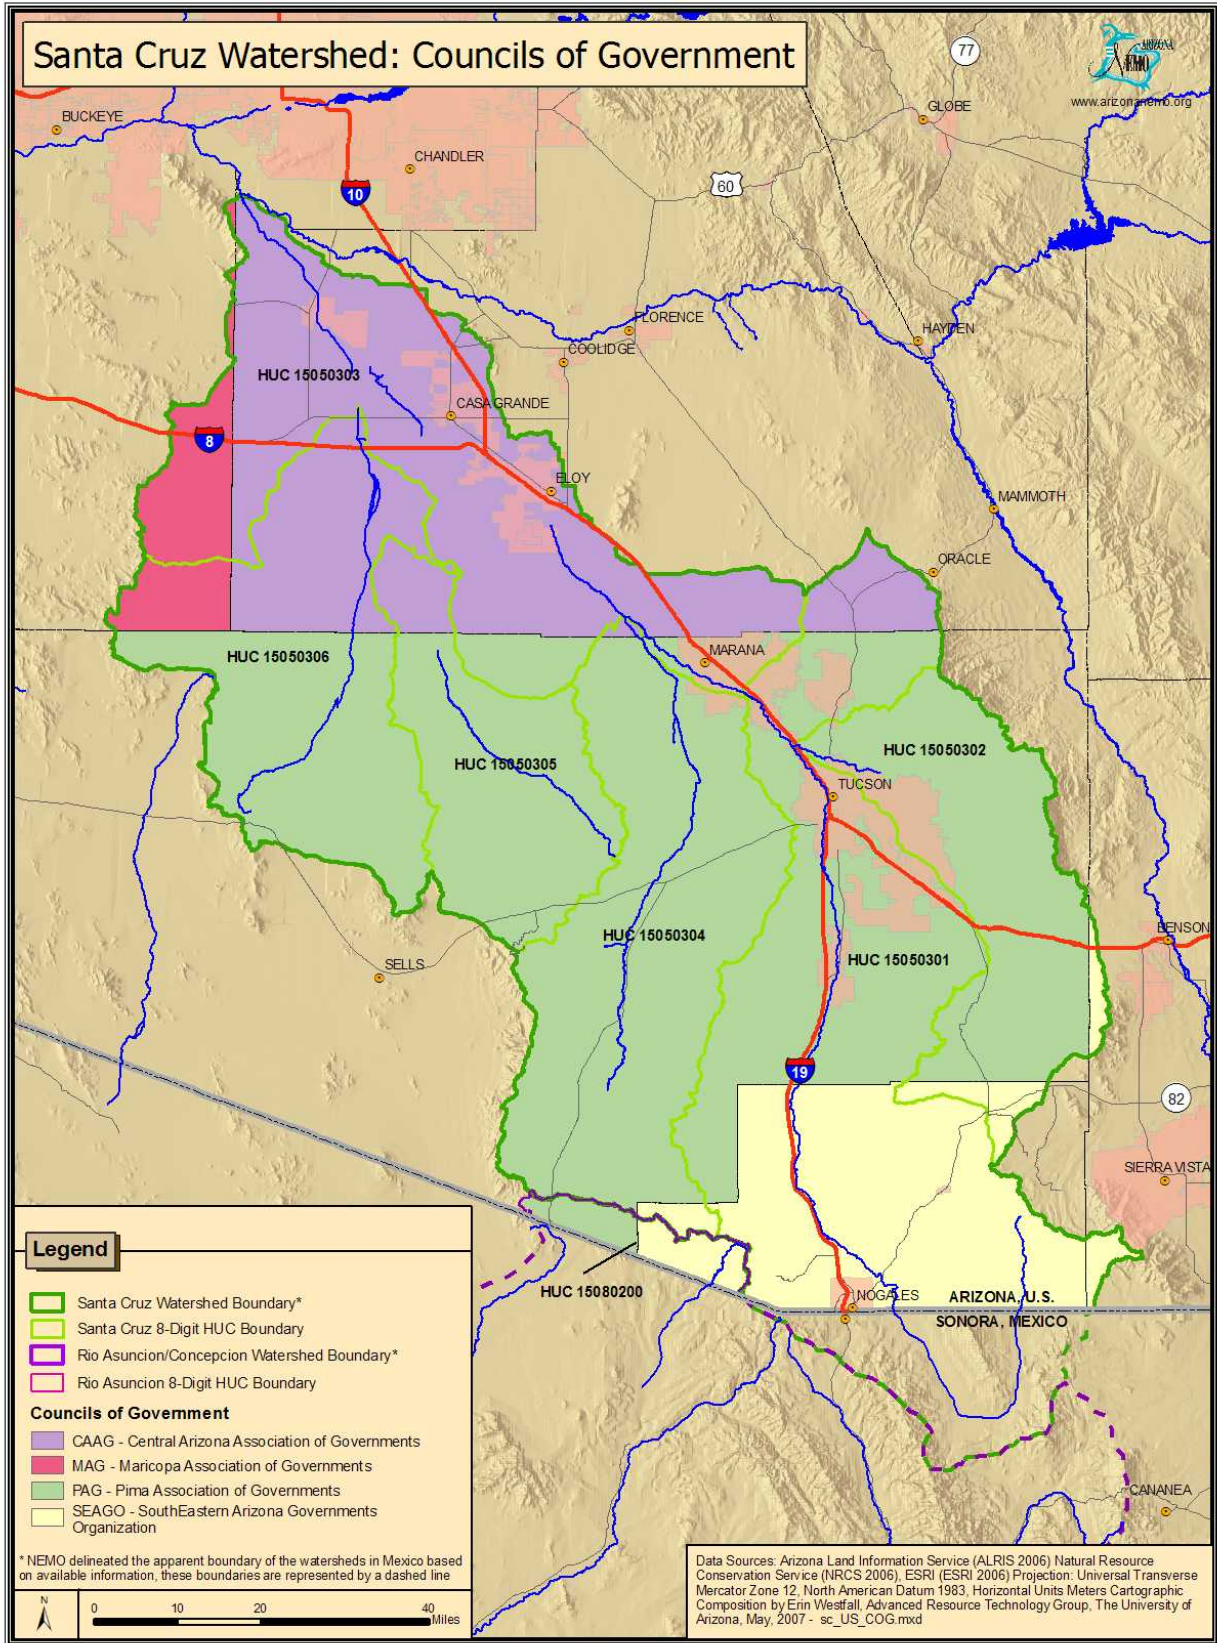 Santa Cruz Watershed: Councils of Government
ARIZONA
NEMO
www.arizonanemo.org
77
BUCKEYE
GLOBE
CHANDLER
10
60
FLORENCE
HAYDEN
COOLIDGE
HUC 15050303
CASA GRANDE
8
ELOY
MAMMOTH
ORACLE
MARANA
HUC 15050306
HUC 15050302
HUC 15050305
TUCSON
BENSON
HUC 15050304
HUC 15050301
SELLS
19
82
SIERRA VISTA
HUC 15080200
NOGALES
ARIZONA, U.S.
SONORA, MEXICO
CANANEA
Legend
Santa Cruz Watershed Boundary*
Santa Cruz 8-Digit HUC Boundary
Rio Asuncion/Concepcion Watershed Boundary*
Rio Asuncion 8-Digit HUC Boundary
Councils of Government
CAAG - Central Arizona Association of Governments
MAG - Maricopa Association of Governments
PAG - Pima Association of Governments
SEAGO - SouthEastern Arizona Governments
Organization
* NEMO delineated the apparent boundary of the watersheds in Mexico based
on available information, these boundaries are represented by a dashed line
N
0 10 20 40
Miles
Data Sources: Arizona Land Information Service (ALRIS 2006) Natural Resource
Conservation Service (NRCS 2006), ESRI (ESRI 2006) Projection: Universal Transverse
Mercator Zone 12, North American Datum 1983, Horizontal Units Meters Cartographic
Composition by Erin Westfall, Advanced Resource Technology Group, The University of
Arizona, May, 2007 - sc_US_COG.mxd